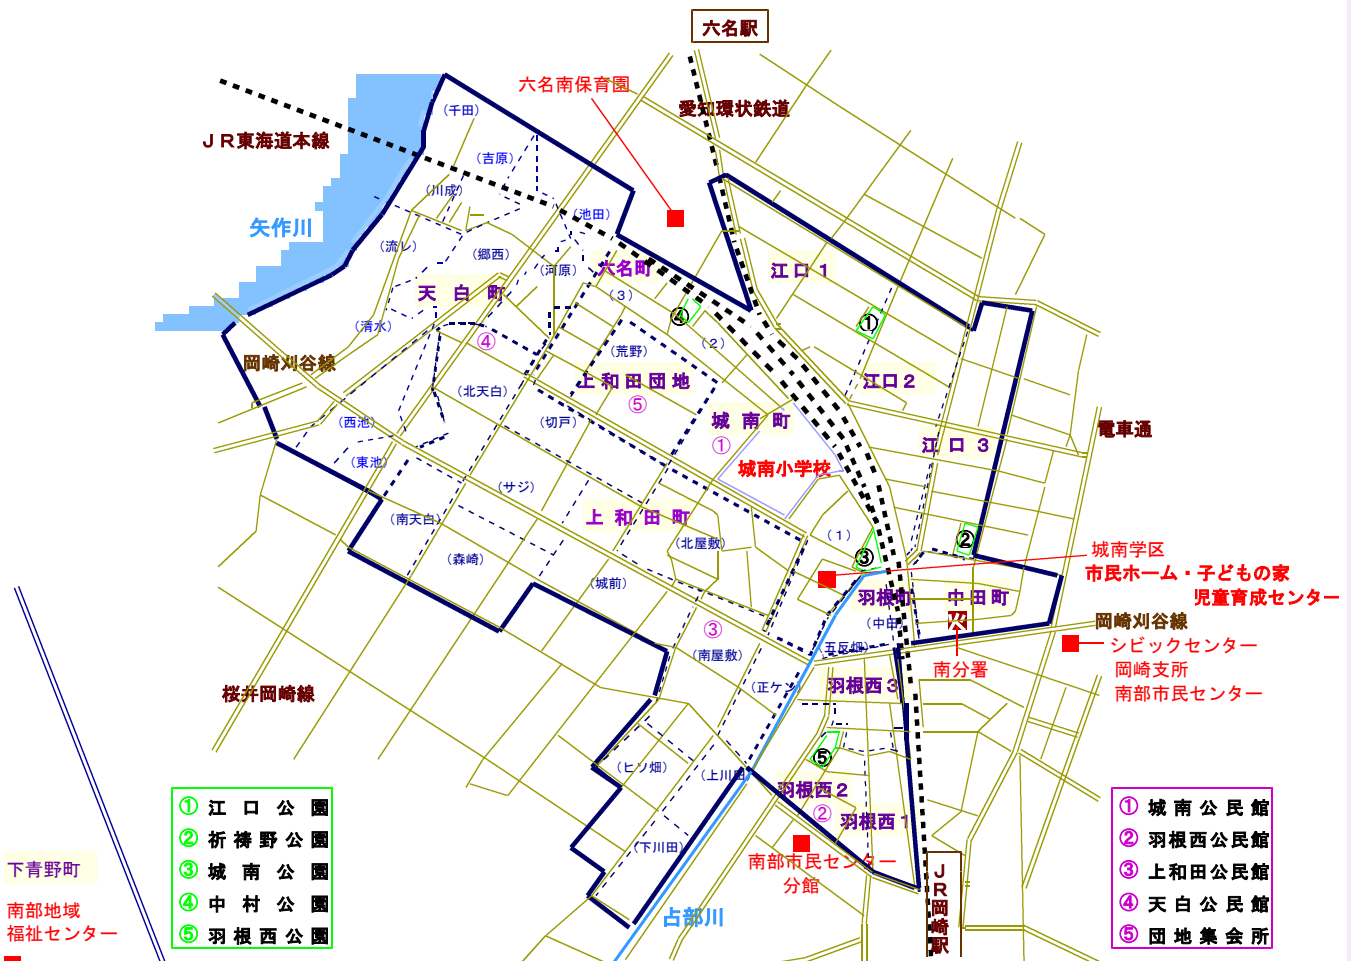 六名駅
六名南保育園
愛知環状鉄道
(千田)
JR東海道本線
(吉原)
(川成)
(池田)
矢作川
(流レ)
(郷西)
(河原)
六名町
江口1
天白町
(3)
④
①
(清水)
④
(2)
(荒野)
岡崎刈谷線
上和田団地
江口2
(北天白)
⑤
(西池)
(切戸)
城南町
電車通
①
江口3
(東池)
城南小学校
(サジ)
(南天白)
上和田町
(1)
②
(北屋敷)
城南学区
(森崎)
③
市民ホーム・子どもの家
(城前)
羽根町
中田町
児童育成センター
③
(中田)
岡崎刈谷線
(南屋敷)
五反畑)
シビックセンター
南分署
岡崎支所
桜井岡崎線
(正ケン)
羽根西3
南部市民センター
⑤
(ヒソ畑)
(上川田
羽根西2
②
羽根西1
(下川田)
南部市民センター
分館
JR岡崎駅
占部川
①江口公園
②祈祷野公園
③城南公園
④中村公園
⑤羽根西公園
①城南公民館
②羽根西公民館
③上和田公民館
④天白公民館
⑤団地集会所
下青野町
南部地域
福祉センター